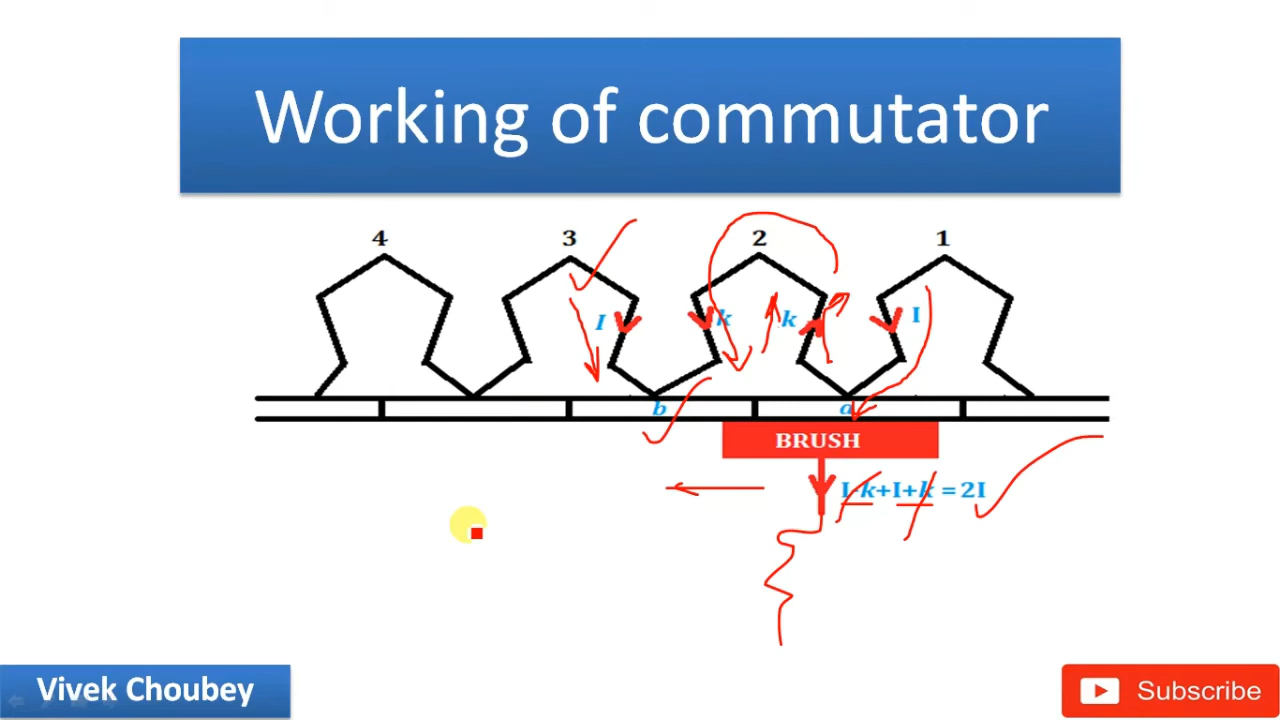 Working of commutator
4 3 2 1
I k k I
b a
BRUSH
I-k+I+k = 2I
Vivek Choubey
Subscribe